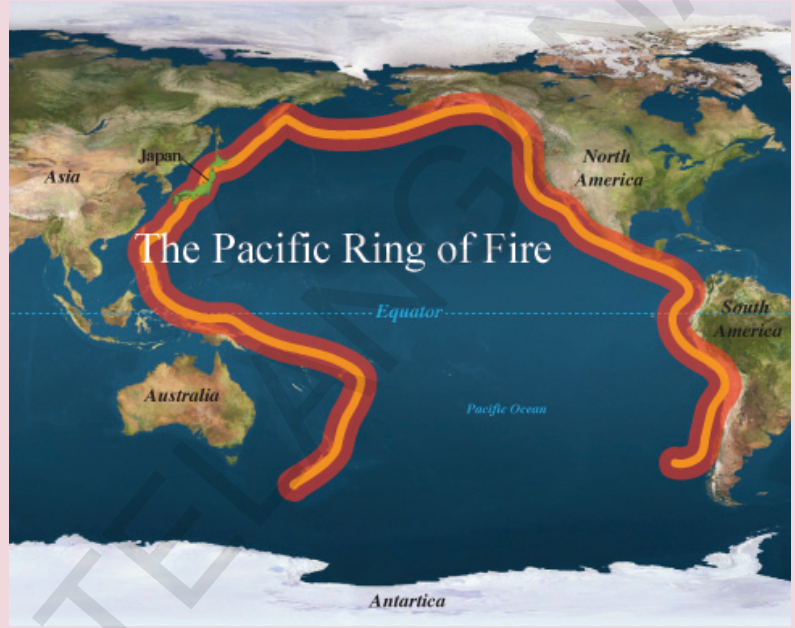 Japan
Asia
North
America
The Pacific Ring of Fire
Equator
South
America
Australia
Pacific Ocean
Antartica